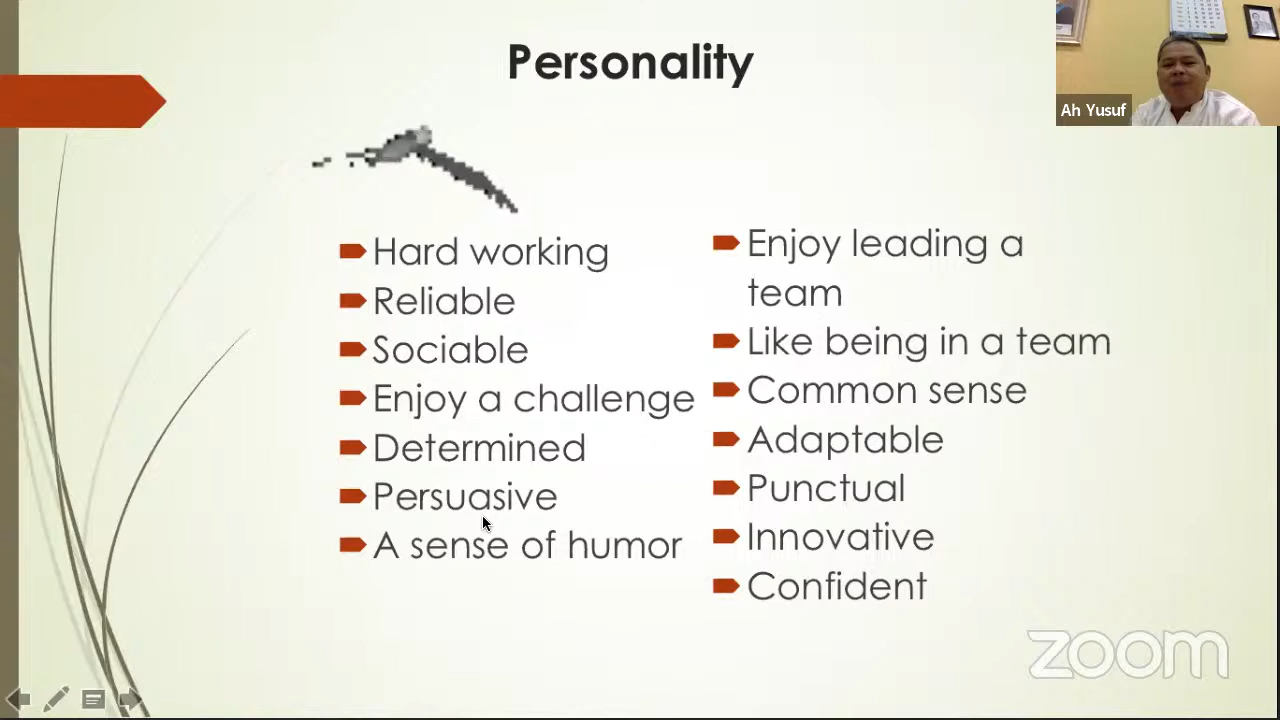 Personality
Ah Yusuf
Hard working
Reliable
Sociable
Enjoy a challenge
Determined
Persuasive
A sense of humor
Enjoy leading a
team
Like being in a team
Common sense
Adaptable
Punctual
Innovative
Confident
zoom